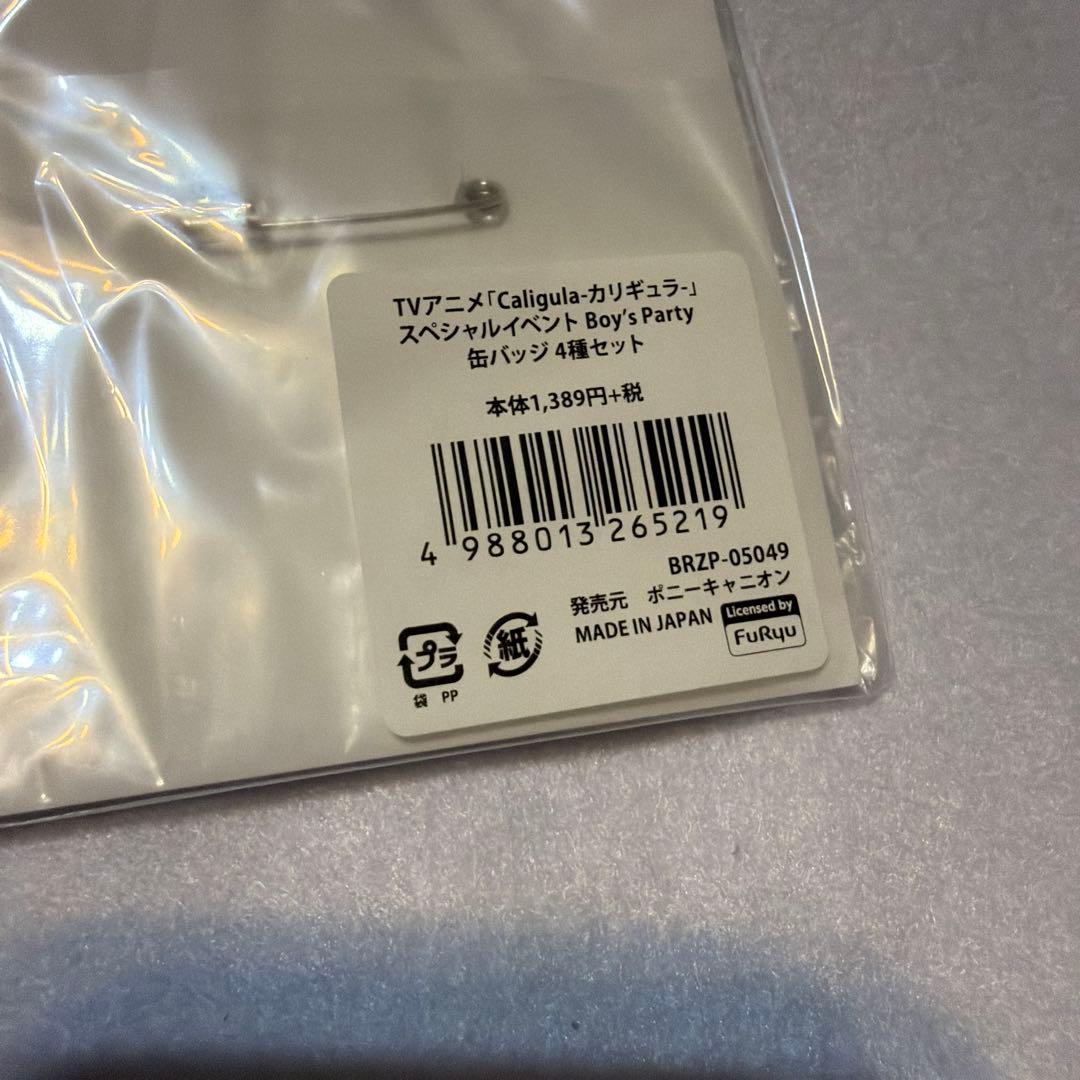 TVアニメ「Caligula-カリギュラ-」
スペシャルイベント Boy's Party
缶バッジ 4種セット
本体1,389円+税
4 988013 265219
BRZP-05049
発売元 ポニーキャニオン
MADE IN JAPAN
Licensed by
FuRyu
プラ
紙
袋 PP